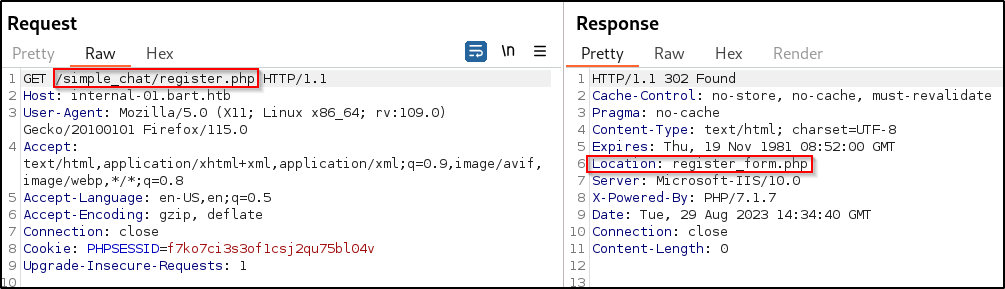 Request
Pretty Raw Hex \n
1 GET /simple_chat/register.php HTTP/1.1
2 Host: internal-01.bart.htb
3 User-Agent: Mozilla/5.0 (X11; Linux x86_64; rv:109.0)
Gecko/20100101 Firefox/115.0
4 Accept:
text/html,application/xhtml+xml,application/xml;q=0.9,image/avif,
image/webp,*/*;q=0.8
5 Accept-Language: en-US,en;q=0.5
6 Accept-Encoding: gzip, deflate
7 Connection: close
8 Cookie: PHPSESSID=f7ko7ci3s3of1csj2qu75bl04v
9 Upgrade-Insecure-Requests: 1
10
Response
Pretty Raw Hex Render
1 HTTP/1.1 302 Found
2 Cache-Control: no-store, no-cache, must-revalidate
3 Pragma: no-cache
4 Content-Type: text/html; charset=UTF-8
5 Expires: Thu, 19 Nov 1981 08:52:00 GMT
6 Location: register_form.php
7 Server: Microsoft-IIS/10.0
8 X-Powered-By: PHP/7.1.7
9 Date: Tue, 29 Aug 2023 14:34:40 GMT
10 Connection: close
11 Content-Length: 0
12
13